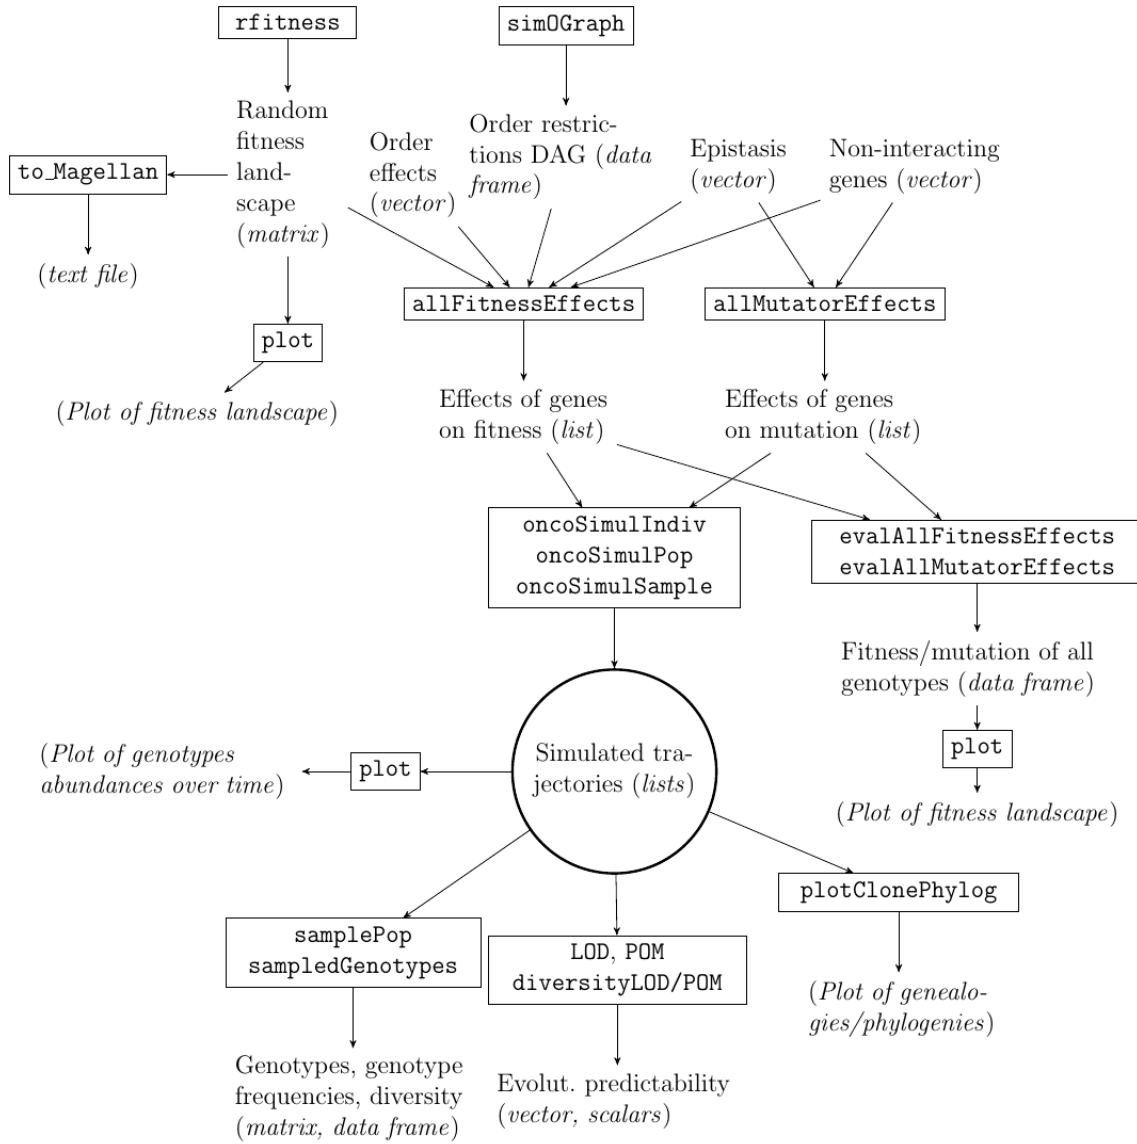 rfitness
simOGraph
Random
fitness
land-
scape
(matrix)
Order
effects
(vector)
Order restric-
tions DAG (data
frame)
Epistasis
(vector)
Non-interacting
genes (vector)
to_Magellan
(text file)
allFitnessEffects
allMutatorEffects
plot
(Plot of fitness landscape)
Effects of genes
on fitness (list)
Effects of genes
on mutation (list)
oncoSimulIndiv
oncoSimulPop
oncoSimulSample
evalAllFitnessEffects
evalAllMutatorEffects
Fitness/mutation of all
genotypes (data frame)
plot
(Plot of fitness landscape)
Simulated tra-
jectories (lists)
plot
(Plot of genotypes
abundances over time)
plotClonePhylog
(Plot of genealo-
gies/phylogenies)
samplePop
sampledGenotypes
LOD, POM
diversityLOD/POM
Genotypes, genotype
frequencies, diversity
(matrix, data frame)
Evolut. predictability
(vector, scalars)